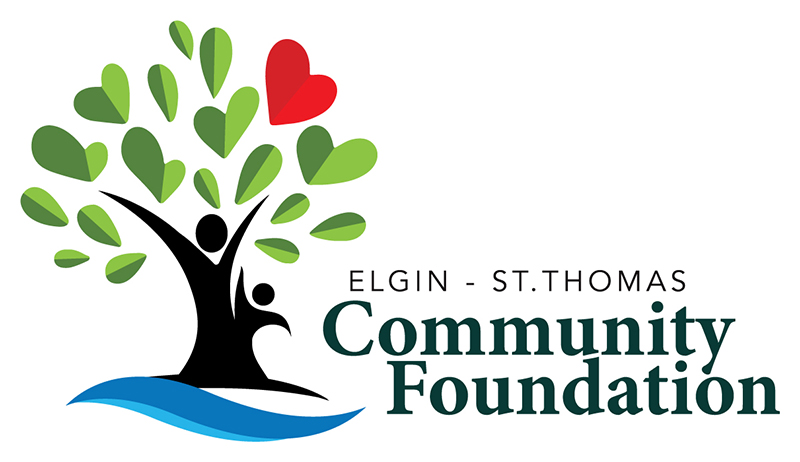 ELGIN - ST.THOMAS
Community
Foundation